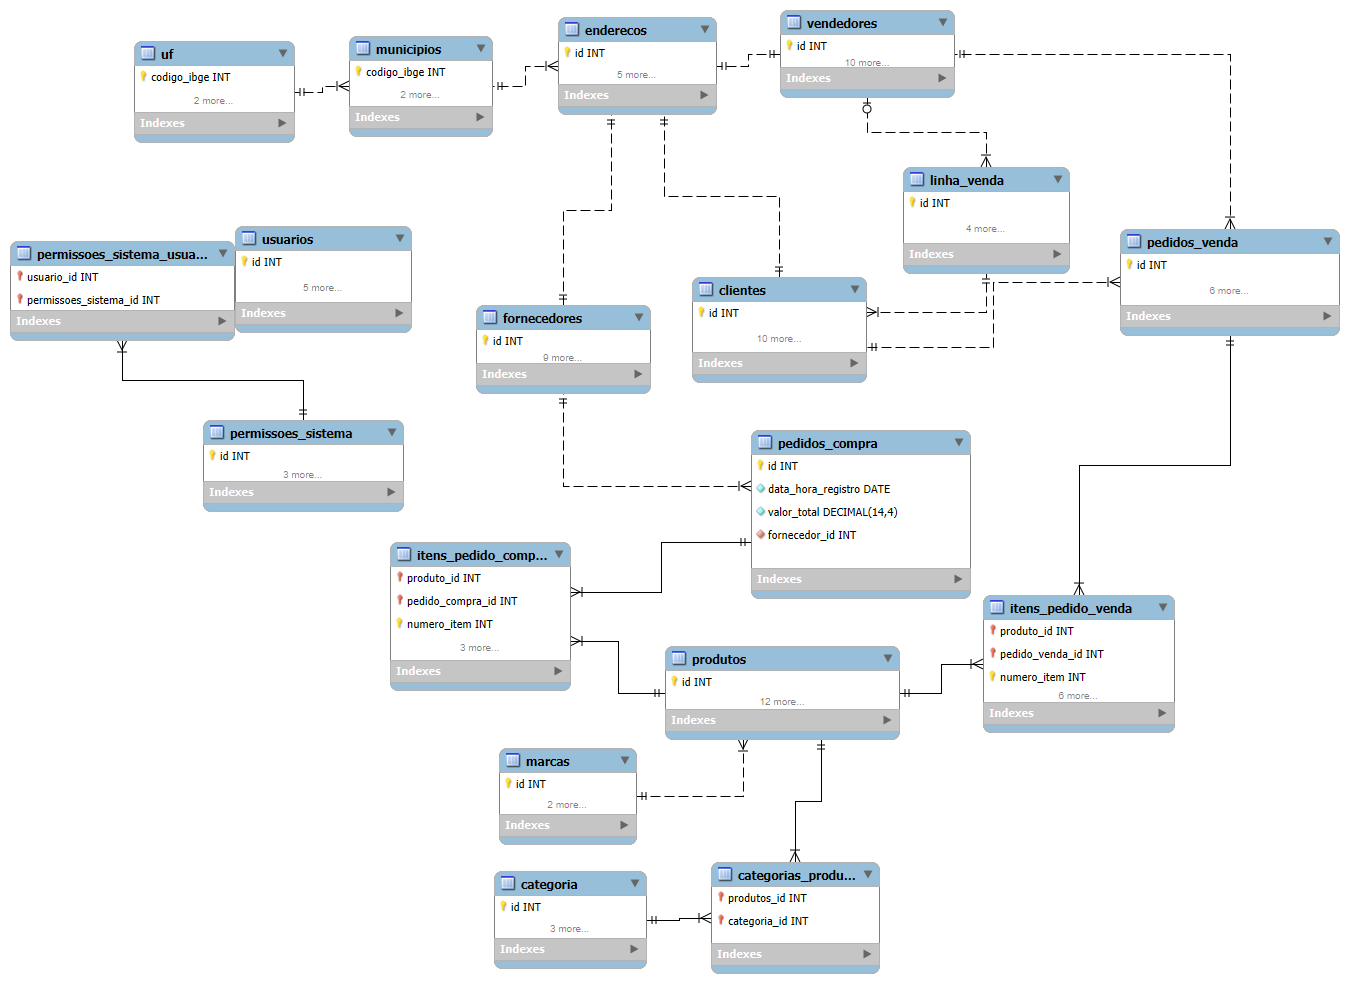 uf
codigo_ibge INT
2 more...
Indexes
municipios
codigo_ibge INT
2 more...
Indexes
enderecos
id INT
5 more...
Indexes
vendedores
id INT
10 more...
Indexes
linha_venda
id INT
4 more...
Indexes
permissoes_sistema_usua...
usuario_id INT
permissoes_sistema_id INT
Indexes
usuarios
id INT
5 more...
Indexes
pedidos_venda
id INT
6 more...
Indexes
clientes
id INT
10 more...
Indexes
fornecedores
id INT
9 more...
Indexes
permissoes_sistema
id INT
3 more...
Indexes
pedidos_compra
id INT
data_hora_registro DATE
valor_total DECIMAL(14,4)
fornecedor_id INT
Indexes
itens_pedido_comp...
produto_id INT
pedido_compra_id INT
numero_item INT
3 more...
Indexes
itens_pedido_venda
produto_id INT
pedido_venda_id INT
numero_item INT
6 more...
Indexes
produtos
id INT
12 more...
Indexes
marcas
id INT
2 more...
Indexes
categoria
id INT
3 more...
Indexes
categorias_produ...
produtos_id INT
categoria_id INT
Indexes